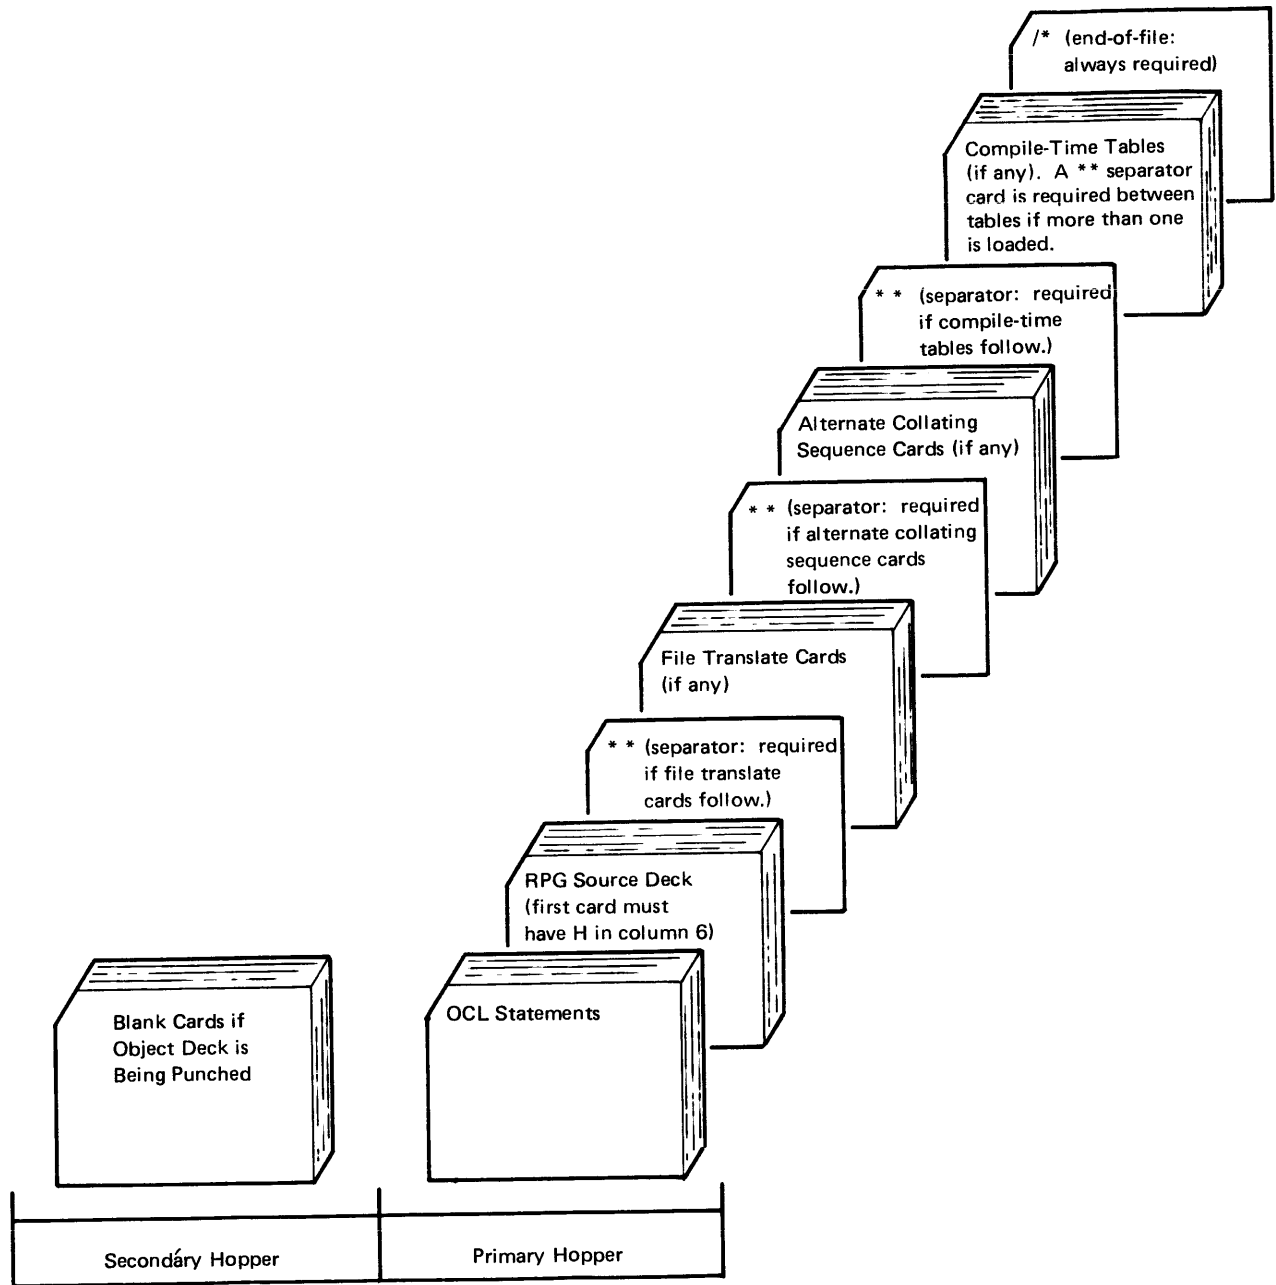 /* (end-of-file:
always required)
Compile-Time Tables
(if any). A ** separator
card is required between
tables if more than one
is loaded.
* * (separator: required
if compile-time
tables follow.)
Alternate Collating
Sequence Cards (if any)
* * (separator: required
if alternate collating
sequence cards
follow.)
File Translate Cards
(if any)
* * (separator: required
if file translate
cards follow.)
RPG Source Deck
(first card must
have H in column 6)
OCL Statements
Blank Cards if
Object Deck is
Being Punched
Secondáry Hopper
Primary Hopper